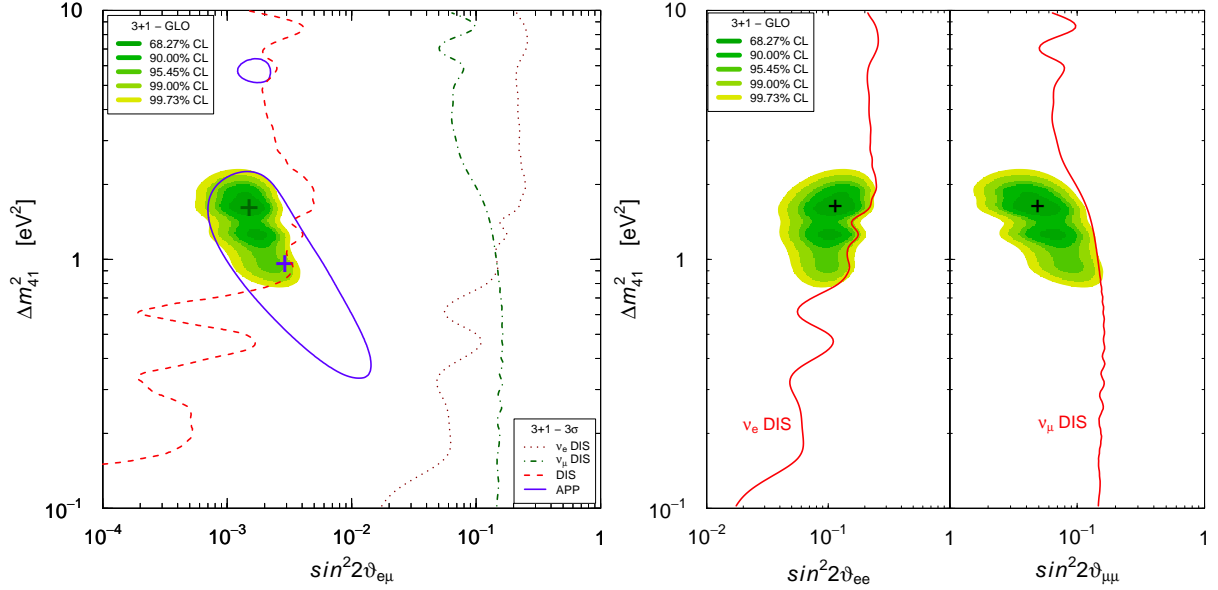 3+1 − GLO
68.27% CL
90.00% CL
95.45% CL
99.00% CL
99.73% CL
3+1 − 3σ
νe DIS
νμ DIS
DIS
APP
10
1
10⁻¹
Δm²₄₁ [eV²]
10⁻⁴ 10⁻³ 10⁻² 10⁻¹ 1
sin²2ϑeμ
3+1 − GLO
68.27% CL
90.00% CL
95.45% CL
99.00% CL
99.73% CL
νe DIS
νμ DIS
10
1
10⁻¹
Δm²₄₁ [eV²]
10⁻² 10⁻¹ 1
sin²2ϑee
10⁻¹ 1
sin²2ϑμμ